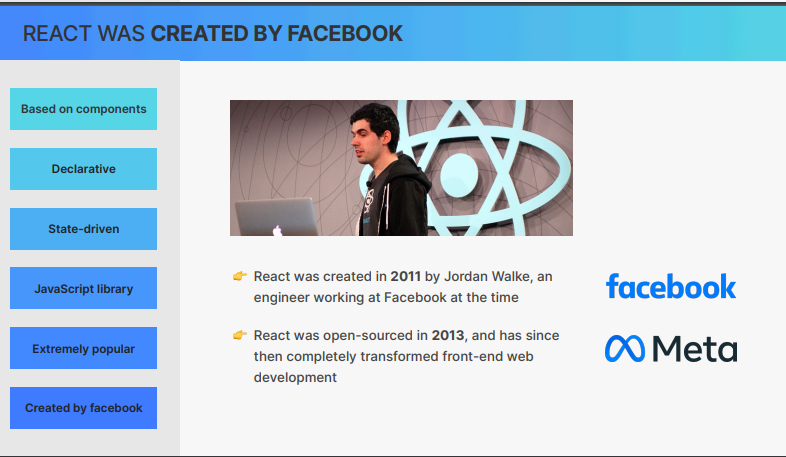 REACT WAS CREATED BY FACEBOOK
Based on components
Declarative
State-driven
JavaScript library
Extremely popular
Created by facebook
👉 React was created in 2011 by Jordan Walke, an
engineer working at Facebook at the time
👉 React was open-sourced in 2013, and has since
then completely transformed front-end web
development
facebook
Meta